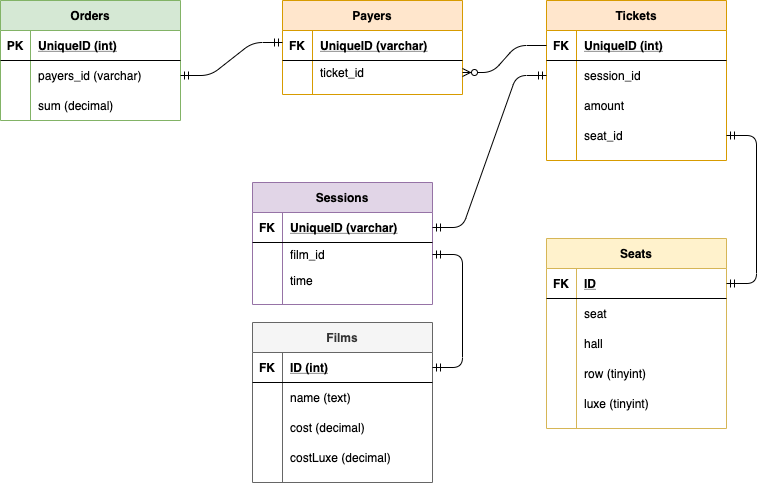 Orders
PK UniqueID (int)
payers_id (varchar)
sum (decimal)
Payers
FK UniqueID (varchar)
ticket_id
Tickets
FK UniqueID (int)
session_id
amount
seat_id
Sessions
FK UniqueID (varchar)
film_id
time
Seats
FK ID
seat
hall
row (tinyint)
luxe (tinyint)
Films
FK ID (int)
name (text)
cost (decimal)
costLuxe (decimal)